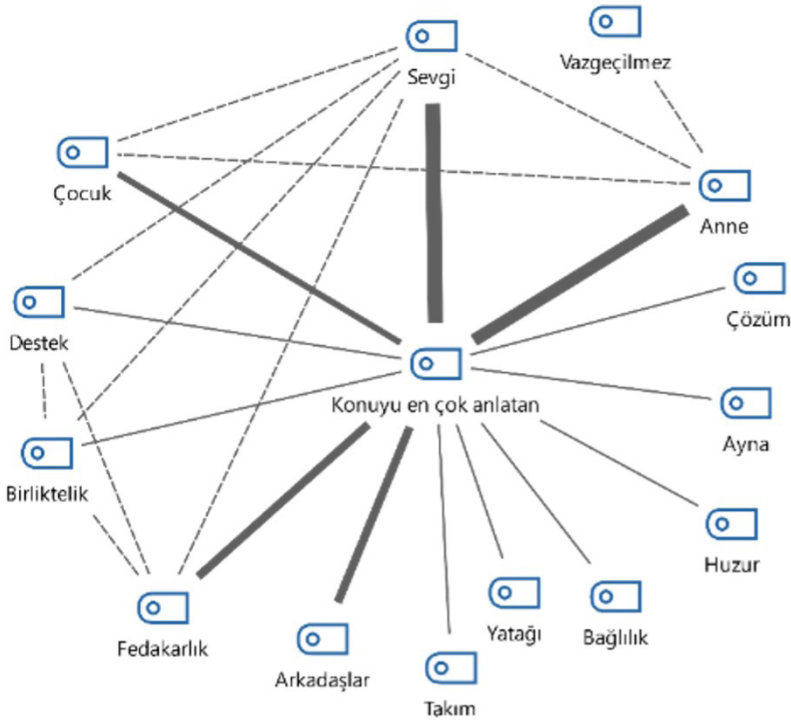 Sevgi
Vazgeçilmez
Çocuk
Anne
Çözüm
Destek
Konuyu en çok anlatan
Ayna
Birliktelik
Huzur
Fedakarlık
Yatağı
Bağlılık
Arkadaşlar
Takım